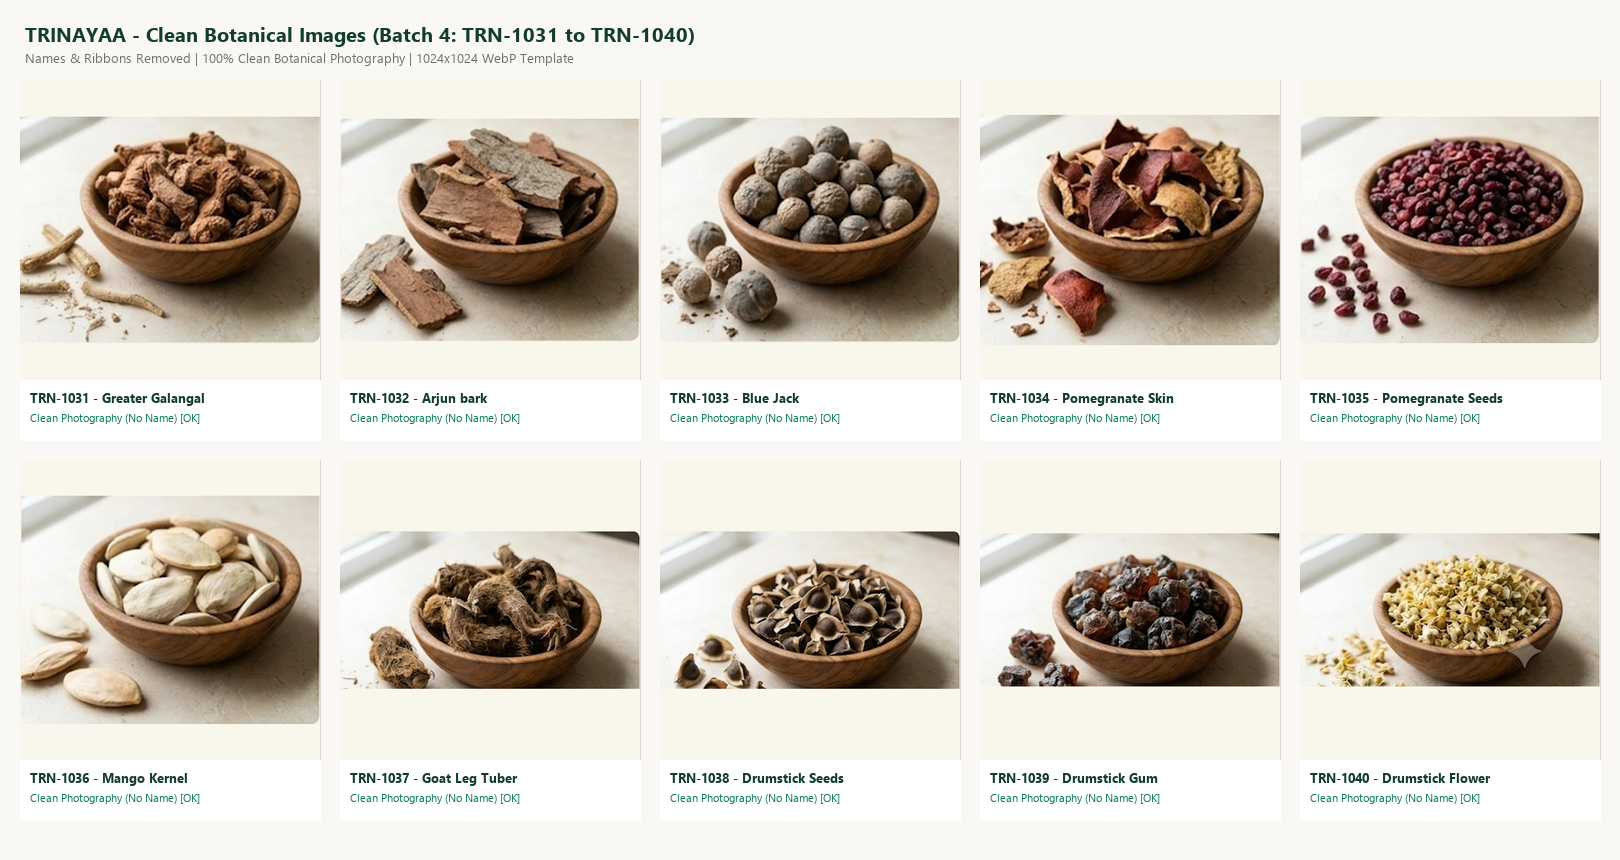 TRINAYAA - Clean Botanical Images (Batch 4: TRN-1031 to TRN-1040)
Names & Ribbons Removed | 100% Clean Botanical Photography | 1024x1024 WebP Template
TRN-1031 - Greater Galangal
Clean Photography (No Name) [OK]
TRN-1032 - Arjun bark
Clean Photography (No Name) [OK]
TRN-1033 - Blue Jack
Clean Photography (No Name) [OK]
TRN-1034 - Pomegranate Skin
Clean Photography (No Name) [OK]
TRN-1035 - Pomegranate Seeds
Clean Photography (No Name) [OK]
TRN-1036 - Mango Kernel
Clean Photography (No Name) [OK]
TRN-1037 - Goat Leg Tuber
Clean Photography (No Name) [OK]
TRN-1038 - Drumstick Seeds
Clean Photography (No Name) [OK]
TRN-1039 - Drumstick Gum
Clean Photography (No Name) [OK]
TRN-1040 - Drumstick Flower
Clean Photography (No Name) [OK]